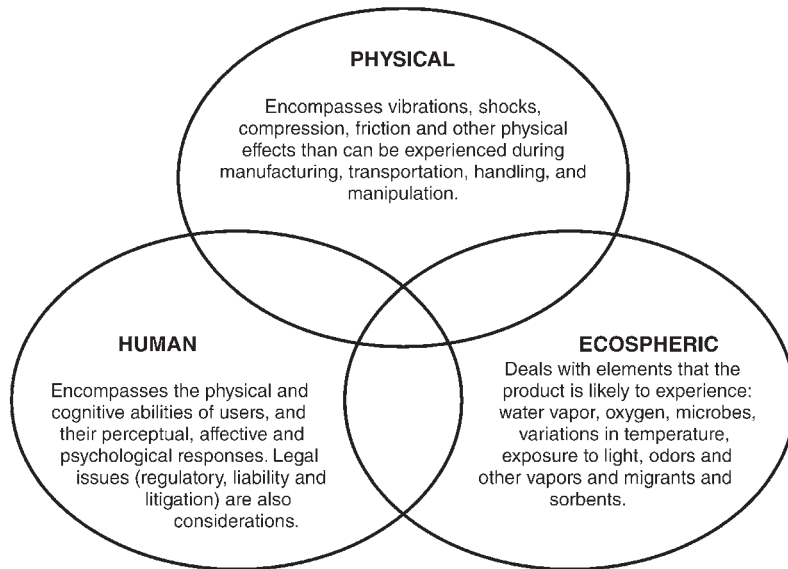 PHYSICAL
Encompasses vibrations, shocks,
compression, friction and other physical
effects than can be experienced during
manufacturing, transportation, handling, and
manipulation.
HUMAN
Encompasses the physical and
cognitive abilities of users, and
their perceptual, affective and
psychological responses. Legal
issues (regulatory, liability and
litigation) are also
considerations.
ECOSPHERIC
Deals with elements that the
product is likely to experience:
water vapor, oxygen, microbes,
variations in temperature,
exposure to light, odors and
other vapors and migrants and
sorbents.